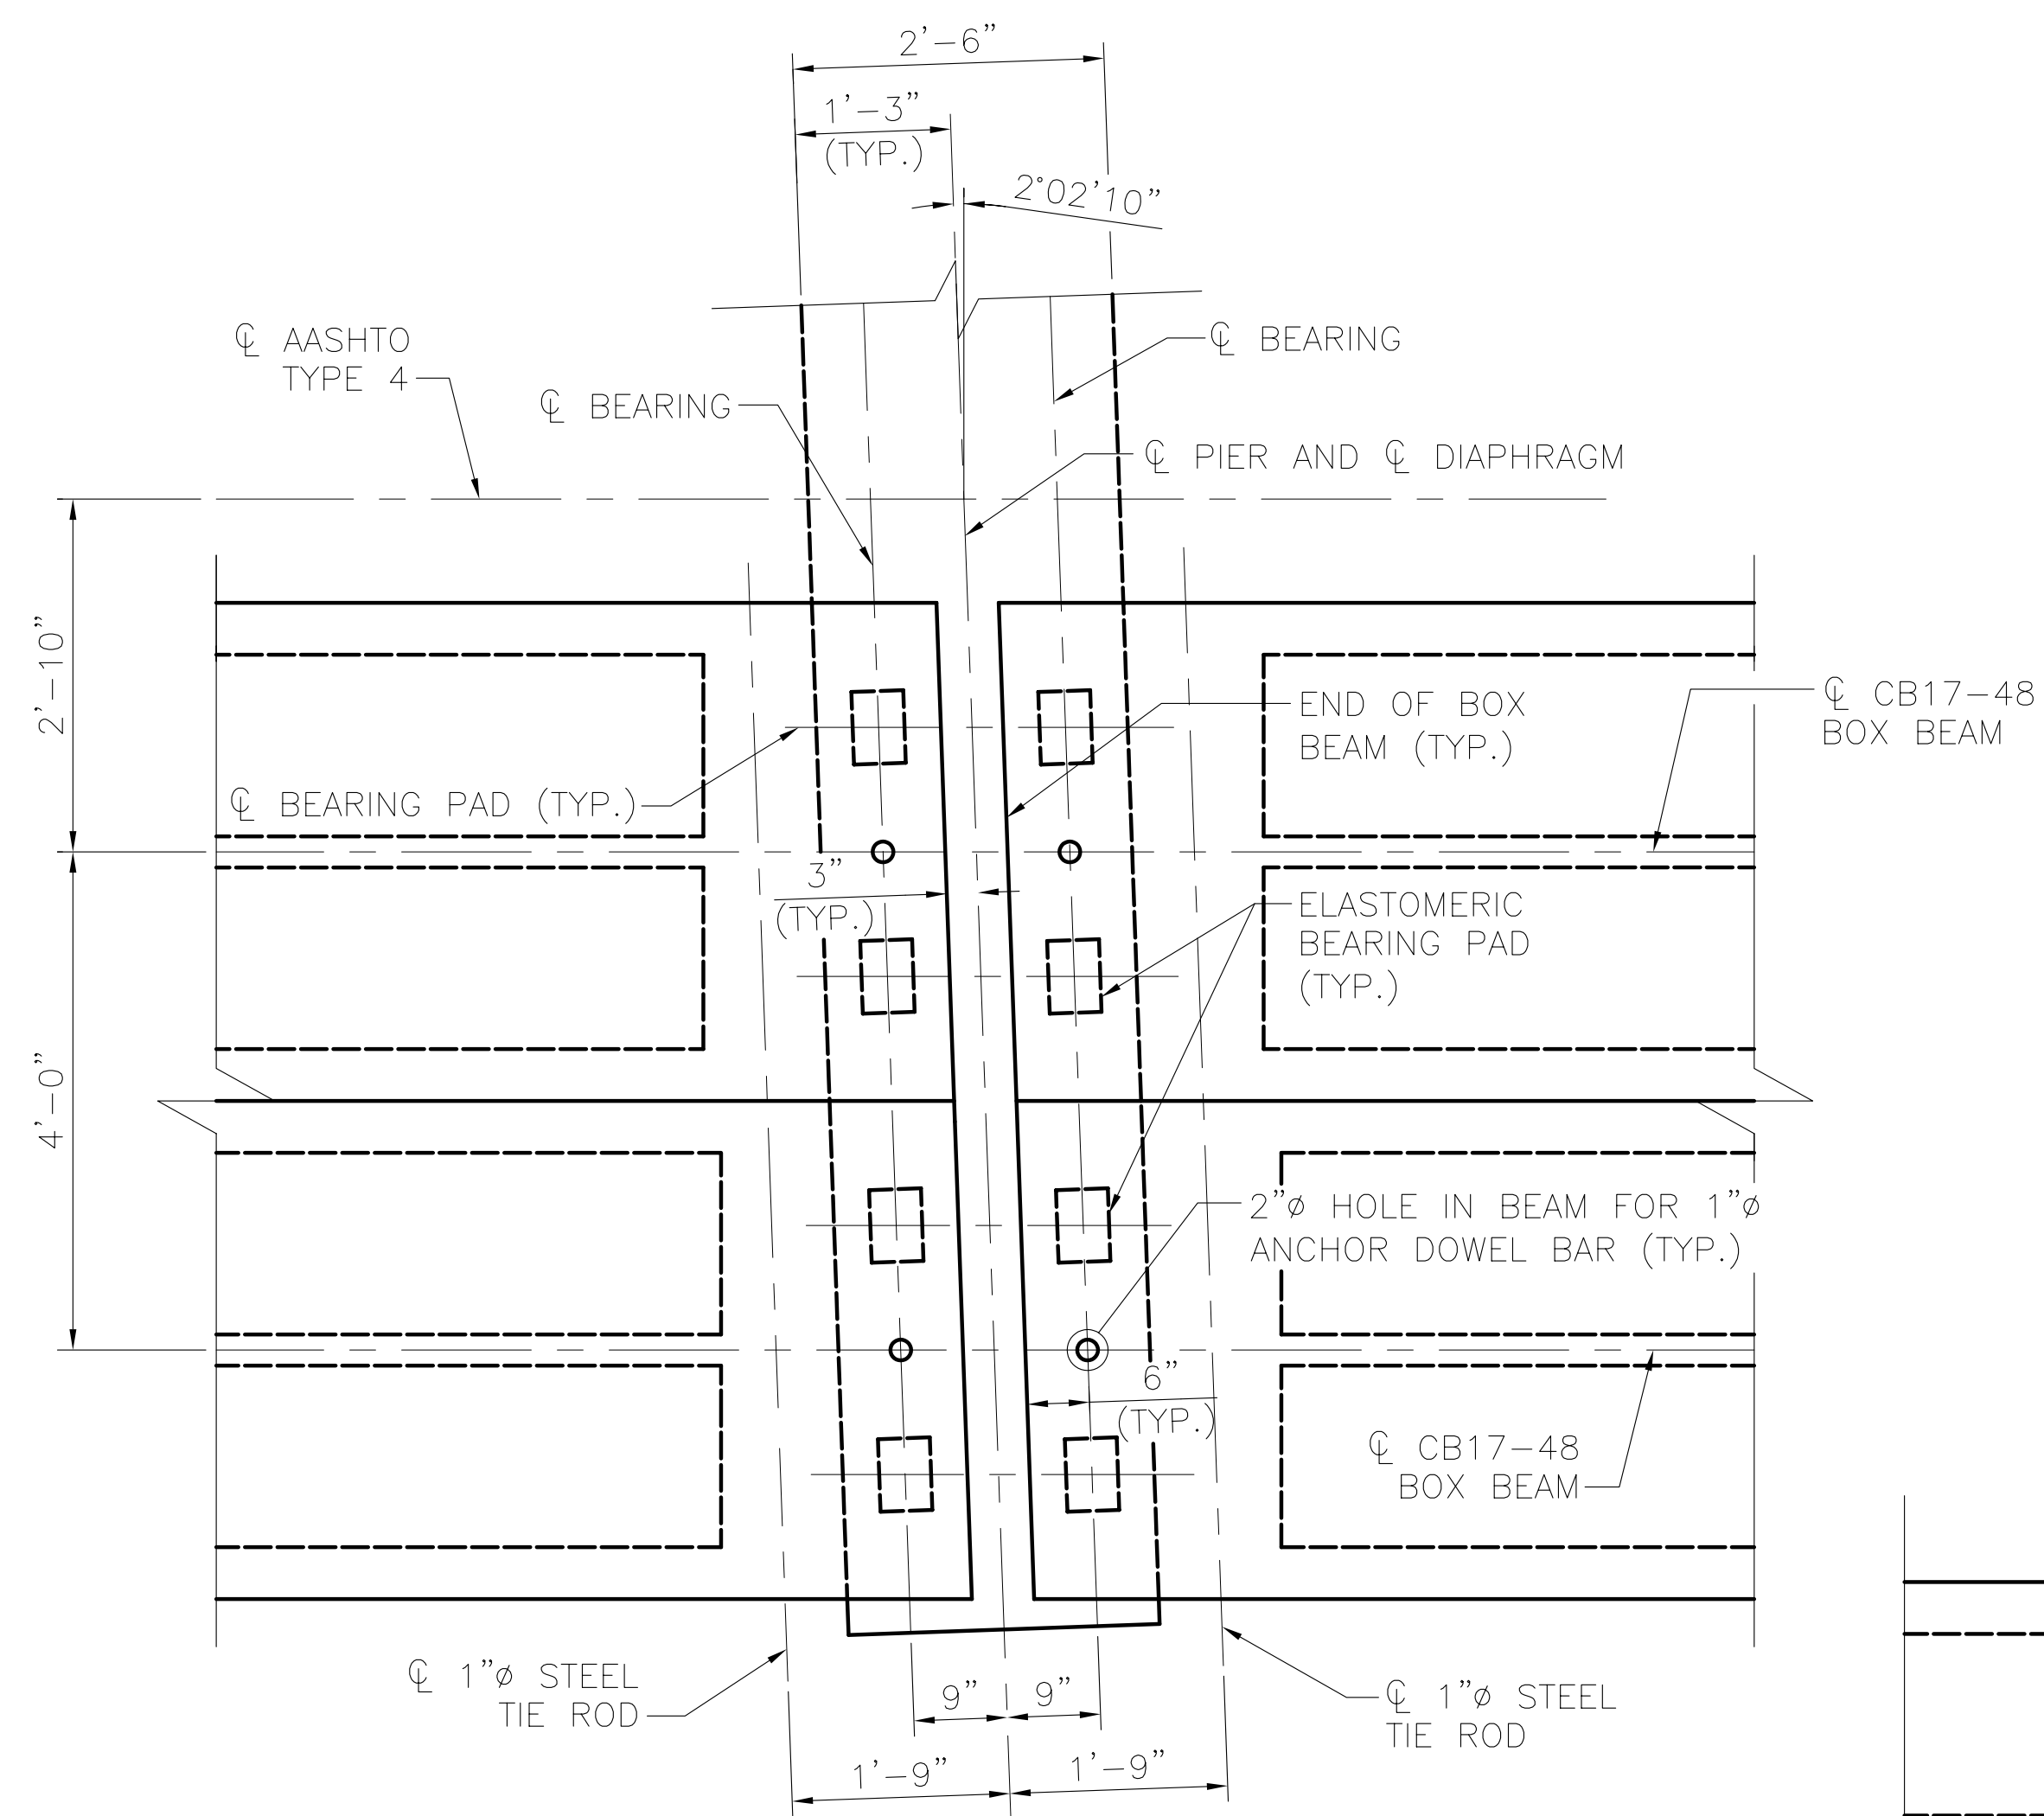 2'-6"
1'-3"
(TYP.)
2°02'10"
℄ AASHTO
TYPE 4
℄ BEARING
℄ BEARING
℄ PIER AND ℄ DIAPHRAGM
2'-10"
END OF BOX
BEAM (TYP.)
℄ CB17-48
BOX BEAM
℄ BEARING PAD (TYP.)
3"
(TYP.)
ELASTOMERIC
BEARING PAD
(TYP.)
4'-0"
2"ø HOLE IN BEAM FOR 1"ø
ANCHOR DOWEL BAR (TYP.)
6"
(TYP.)
℄ CB17-48
BOX BEAM
℄ 1"ø STEEL
TIE ROD
9"
9"
℄ 1"ø STEEL
TIE ROD
1'-9"
1'-9"